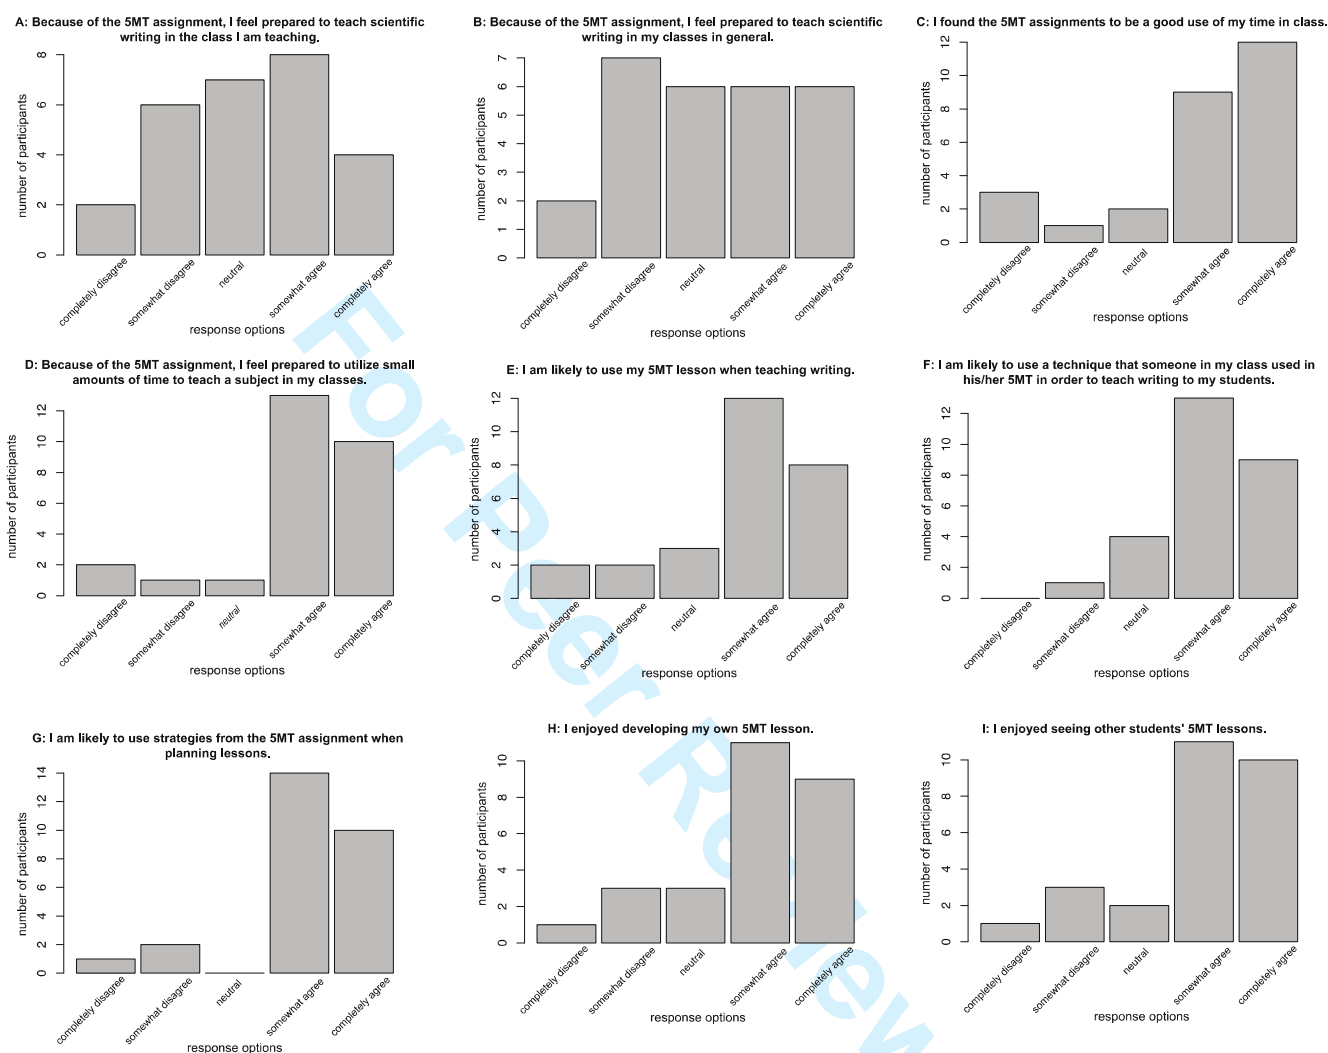 A: Because of the 5MT assignment, I feel prepared to teach scientific
writing in the class I am teaching.
number of participants
0
2
4
6
8
completely disagree
somewhat disagree
neutral
somewhat agree
completely agree
response options
B: Because of the 5MT assignment, I feel prepared to teach scientific
writing in my classes in general.
number of participants
0
1
2
3
4
5
6
7
completely disagree
somewhat disagree
neutral
somewhat agree
completely agree
response options
C: I found the 5MT assignments to be a good use of my time in class.
number of participants
0
2
4
6
8
10
12
completely disagree
somewhat disagree
neutral
somewhat agree
completely agree
response options
D: Because of the 5MT assignment, I feel prepared to utilize small
amounts of time to teach a subject in my classes.
number of participants
0
2
4
6
8
10
12
completely disagree
somewhat disagree
neutral
somewhat agree
completely agree
response options
E: I am likely to use my 5MT lesson when teaching writing.
number of participants
0
2
4
6
8
10
12
completely disagree
somewhat disagree
neutral
somewhat agree
completely agree
response options
F: I am likely to use a technique that someone in my class used in
his/her 5MT in order to teach writing to my students.
number of participants
0
2
4
6
8
10
12
completely disagree
somewhat disagree
neutral
somewhat agree
completely agree
response options
G: I am likely to use strategies from the 5MT assignment when
planning lessons.
number of participants
0
2
4
6
8
10
12
14
completely disagree
somewhat disagree
neutral
somewhat agree
completely agree
response options
H: I enjoyed developing my own 5MT lesson.
number of participants
0
2
4
6
8
10
completely disagree
somewhat disagree
neutral
somewhat agree
completely agree
response options
I: I enjoyed seeing other students' 5MT lessons.
number of participants
0
2
4
6
8
10
completely disagree
somewhat disagree
neutral
somewhat agree
completely agree
response options
For Peer Review